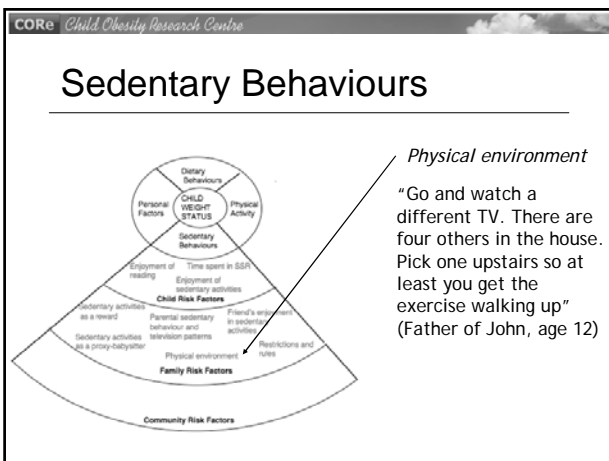 CORe Child Obesity Research Centre
Sedentary Behaviours
Physical environment
"Go and watch a
different TV. There are
four others in the house.
Pick one upstairs so at
least you get the
exercise walking up"
(Father of John, age 12)
Dietary
Behaviours
Personal
Factors
CHILD
WEIGHT
STATUS
Physical
Activity
Sedentary
Behaviours
Enjoyment of
reading
Time spent in SSR
Enjoyment of
sedentary activities
Child Risk Factors
Sedentary activities
as a reward
Parental sedentary
behaviour and
television patterns
Friend's enjoyment
in sedentary
activities
Sedentary activities
as a proxy-babysitter
Physical environment
Restrictions and
rules
Family Risk Factors
Community Risk Factors